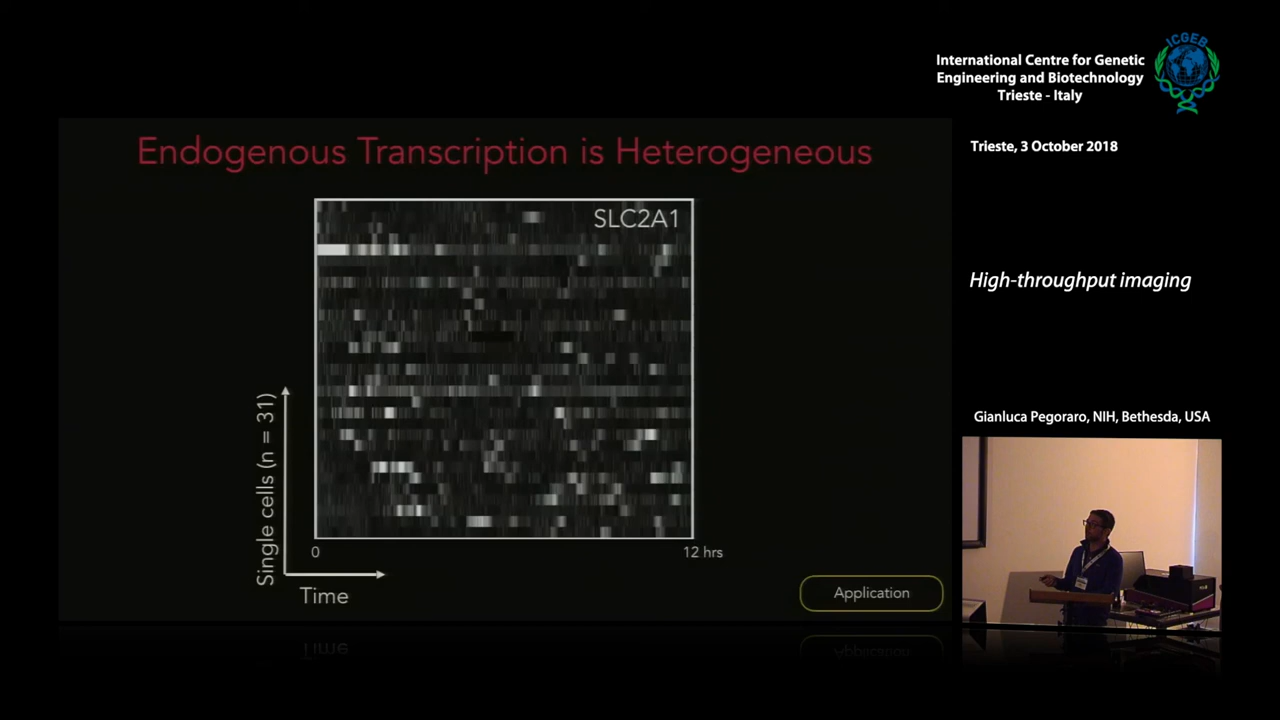 International Centre for Genetic
Engineering and Biotechnology
Trieste - Italy
ICGEB
Trieste, 3 October 2018
Endogenous Transcription is Heterogeneous
SLC2A1
High-throughput imaging
Single cells (n = 31)
0
12 hrs
Time
Application
Gianluca Pegoraro, NIH, Bethesda, USA